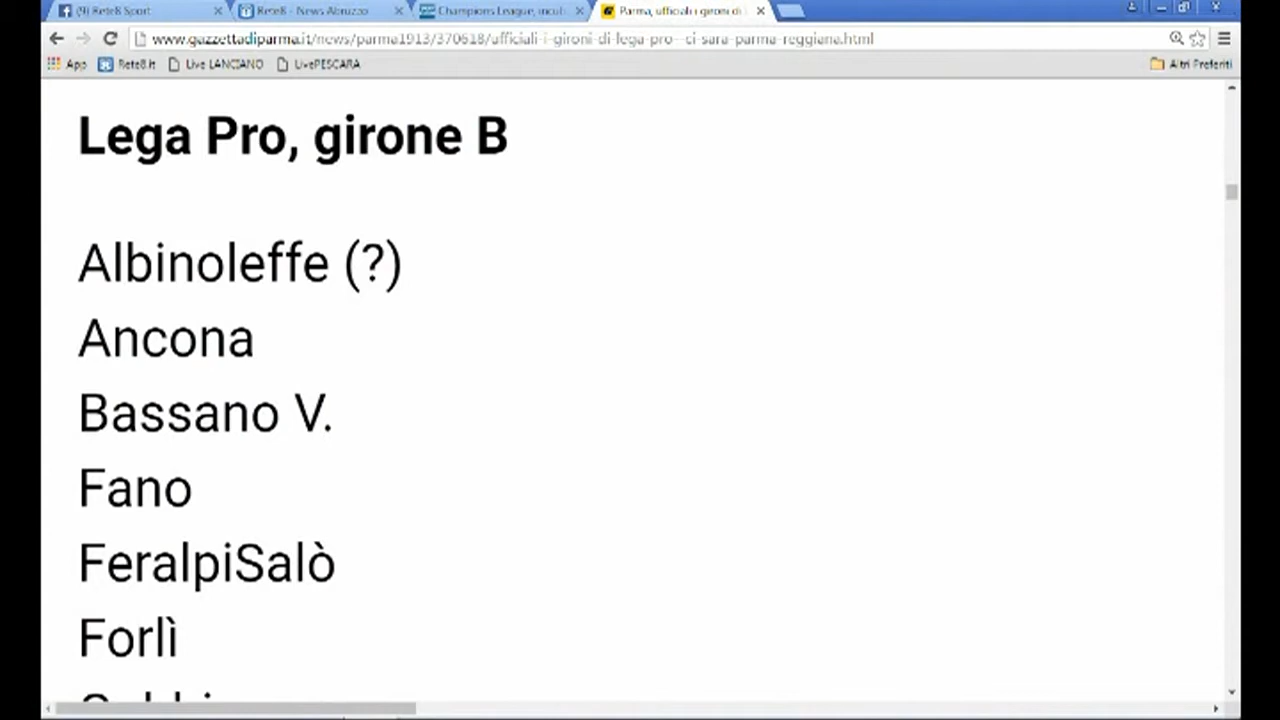 (9) Rete8 Sport
Rete8 - News Abruzzo
Champions League, incub
Parma, ufficiali i gironi di
www.gazzettadiparma.it/news/parma1913/370618/ufficiali-i-gironi-di-lega-pro--ci-sara-parma-reggiana.html
App Rete8.it Live LANCIANO LivePESCARA Altri Preferiti
Lega Pro, girone B
Albinoleffe (?)
Ancona
Bassano V.
Fano
FeralpiSalò
Forlì